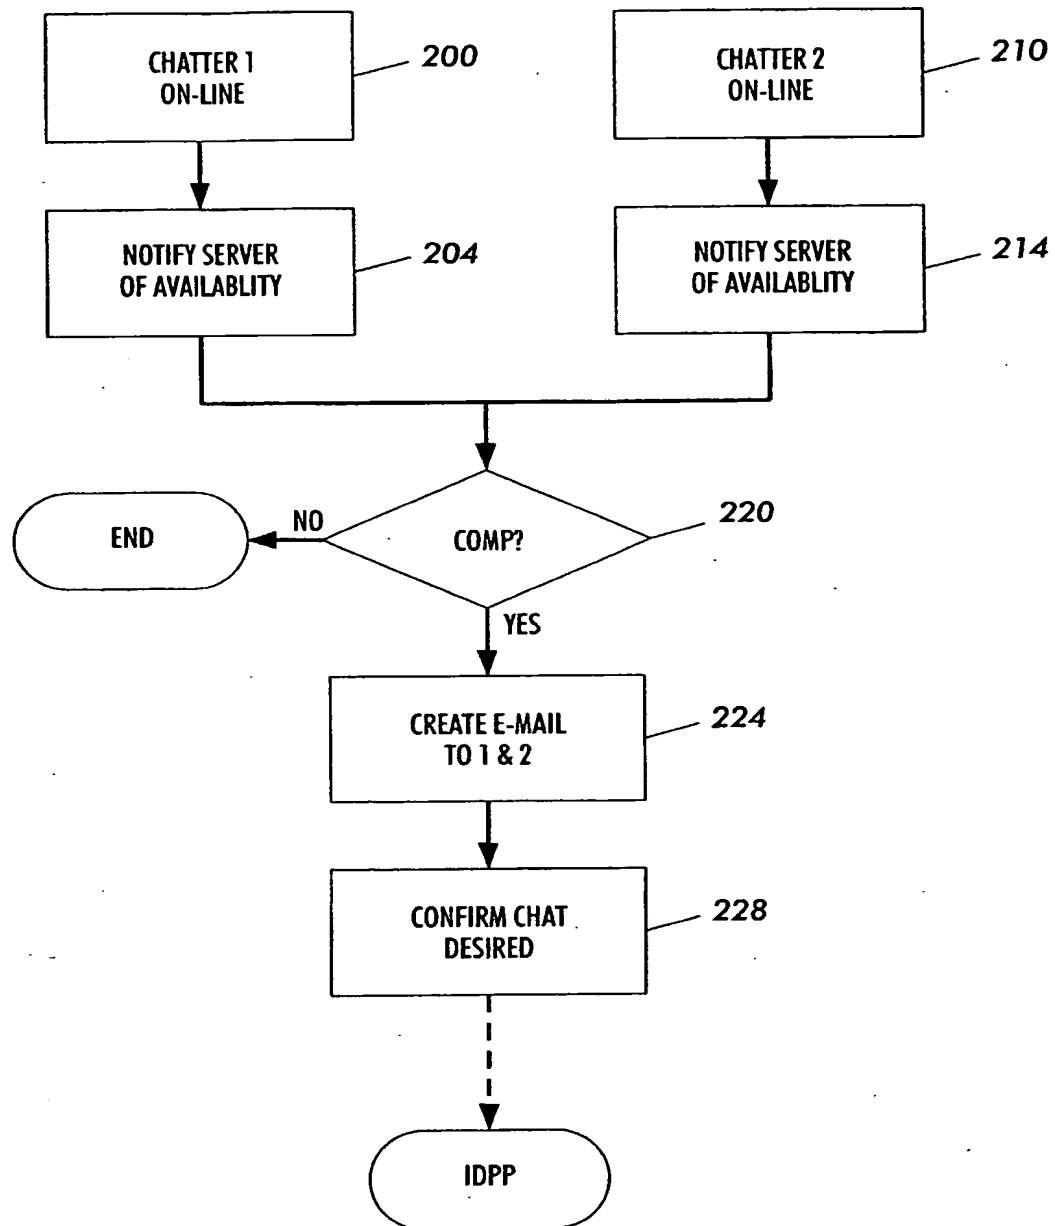 CHATTER 1
ON-LINE
200
CHATTER 2
ON-LINE
210
NOTIFY SERVER
OF AVAILABLITY
204
NOTIFY SERVER
OF AVAILABLITY
214
END
NO
COMP?
220
YES
CREATE E-MAIL
TO 1 & 2
224
CONFIRM CHAT
DESIRED
228
IDPP